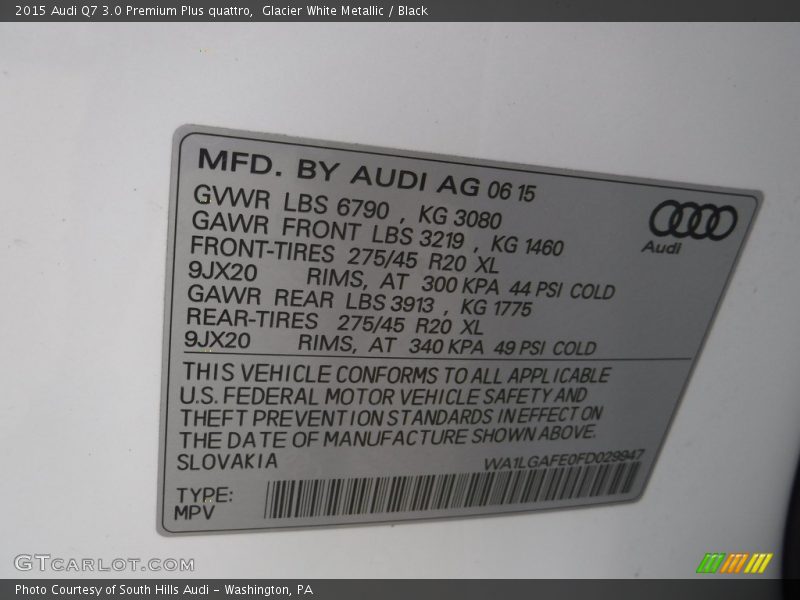 2015 Audi Q7 3.0 Premium Plus quattro, Glacier White Metallic / Black
MFD. BY AUDI AG 06 15
GVWR LBS 6790 , KG 3080
GAWR FRONT LBS 3219 , KG 1460
FRONT-TIRES 275/45 R20 XL
9JX20 RIMS, AT 300 KPA 44 PSI COLD
GAWR REAR LBS 3913 , KG 1775
REAR-TIRES 275/45 R20 XL
9JX20 RIMS, AT 340 KPA 49 PSI COLD
Audi
THIS VEHICLE CONFORMS TO ALL APPLICABLE
U.S. FEDERAL MOTOR VEHICLE SAFETY AND
THEFT PREVENTION STANDARDS IN EFFECT ON
THE DATE OF MANUFACTURE SHOWN ABOVE.
SLOVAKIA
WA1LGAFE0FD029947
TYPE:
MPV
GTCARLOT.COM
Photo Courtesy of South Hills Audi - Washington, PA